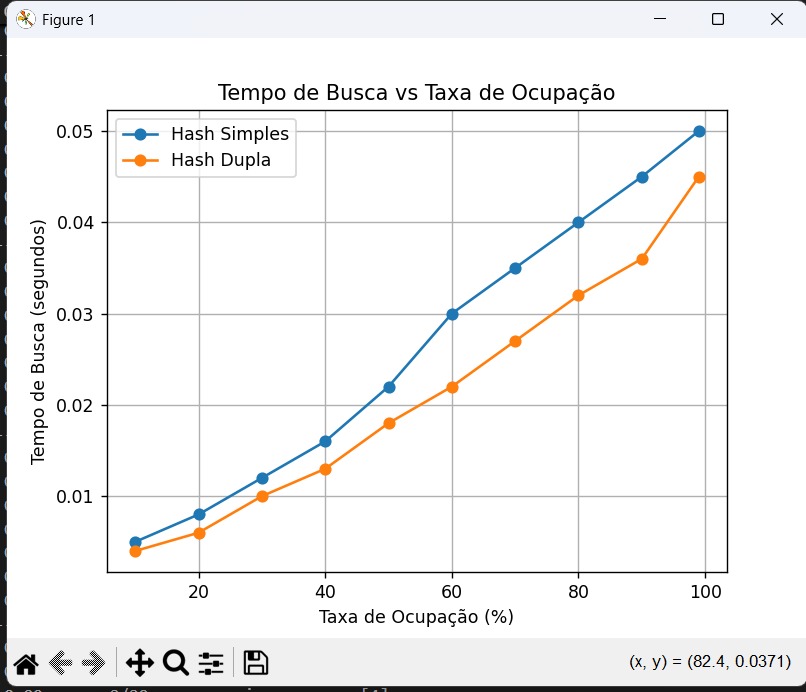 Figure 1
Tempo de Busca vs Taxa de Ocupação
Hash Simples
Hash Dupla
Tempo de Busca (segundos)
0.05
0.04
0.03
0.02
0.01
20 40 60 80 100
Taxa de Ocupação (%)
(x, y) = (82.4, 0.0371)